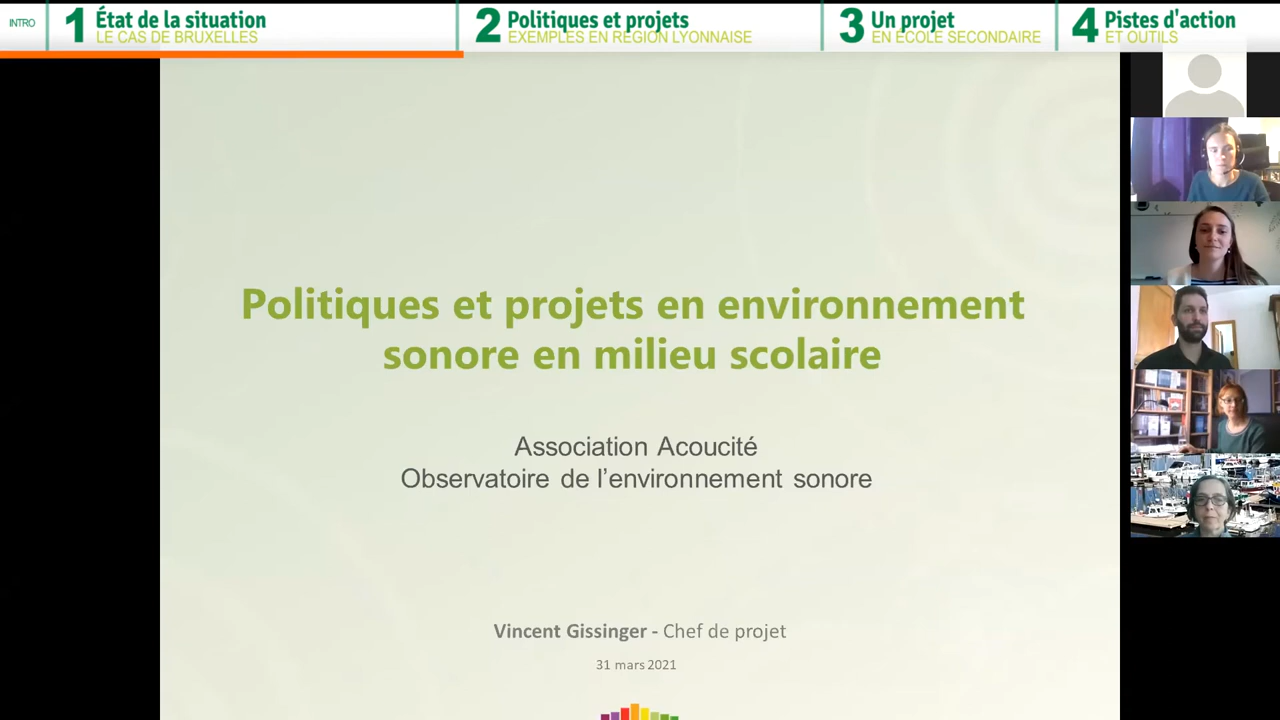 INTRO
1 État de la situation
LE CAS DE BRUXELLES
2 Politiques et projets
EXEMPLES EN RÉGION LYONNAISE
3 Un projet
EN ÉCOLE SECONDAIRE
4 Pistes d'action
ET OUTILS
Politiques et projets en environnement
sonore en milieu scolaire
Association Acoucité
Observatoire de l'environnement sonore
Vincent Gissinger - Chef de projet
31 mars 2021